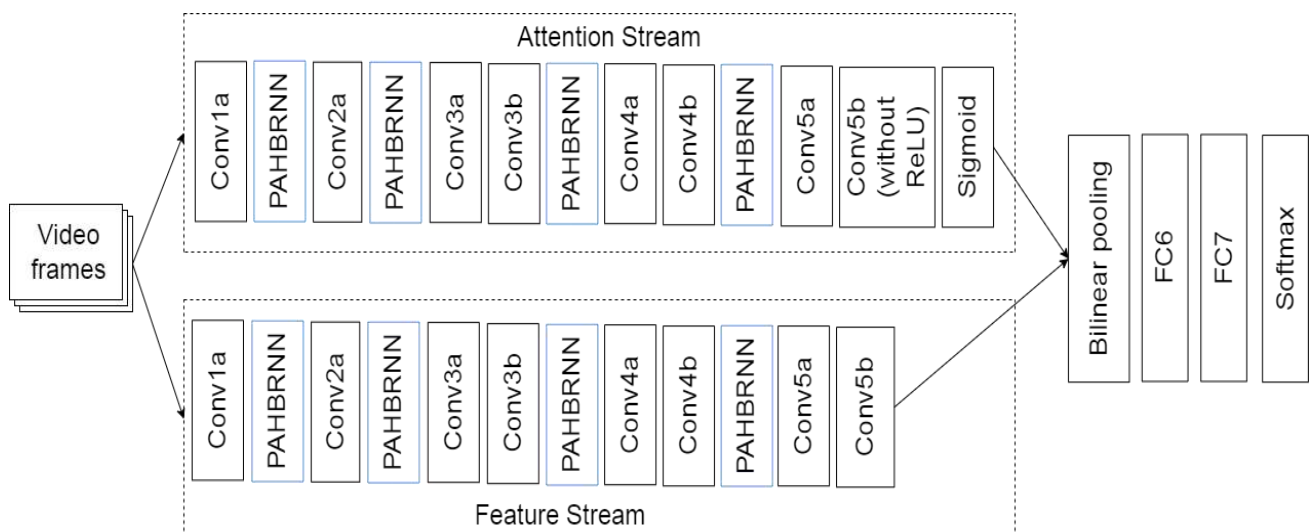 Attention Stream
Conv1a
PAHBRNN
Conv2a
PAHBRNN
Conv3a
Conv3b
PAHBRNN
Conv4a
Conv4b
PAHBRNN
Conv5a
Conv5b
(without
ReLU)
Sigmoid
Video
frames
Conv1a
PAHBRNN
Conv2a
PAHBRNN
Conv3a
Conv3b
PAHBRNN
Conv4a
Conv4b
PAHBRNN
Conv5a
Conv5b
Feature Stream
Bilinear pooling
FC6
FC7
Softmax